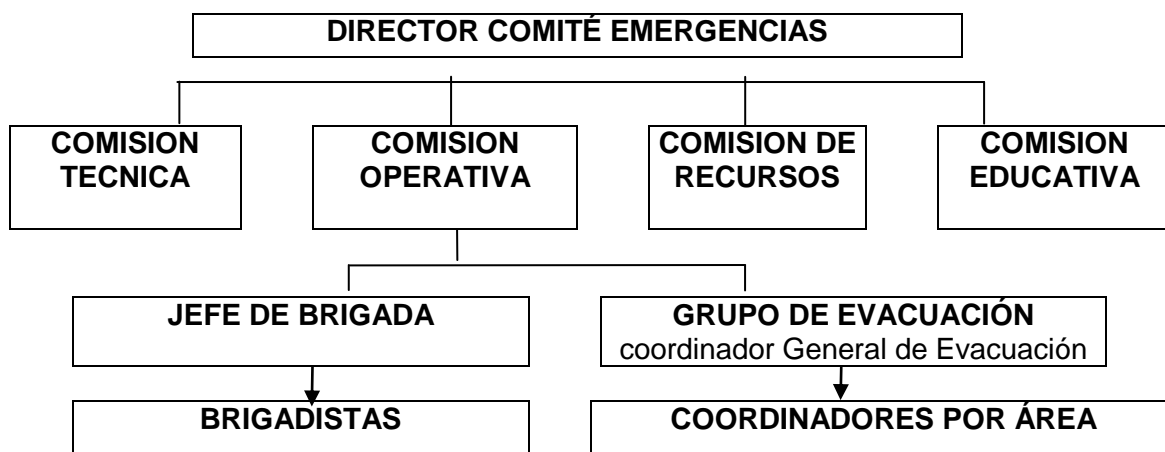 DIRECTOR COMITÉ EMERGENCIAS
COMISION
TECNICA
COMISION
OPERATIVA
COMISION DE
RECURSOS
COMISION
EDUCATIVA
JEFE DE BRIGADA
GRUPO DE EVACUACIÓN
coordinador General de Evacuación
BRIGADISTAS
COORDINADORES POR ÁREA